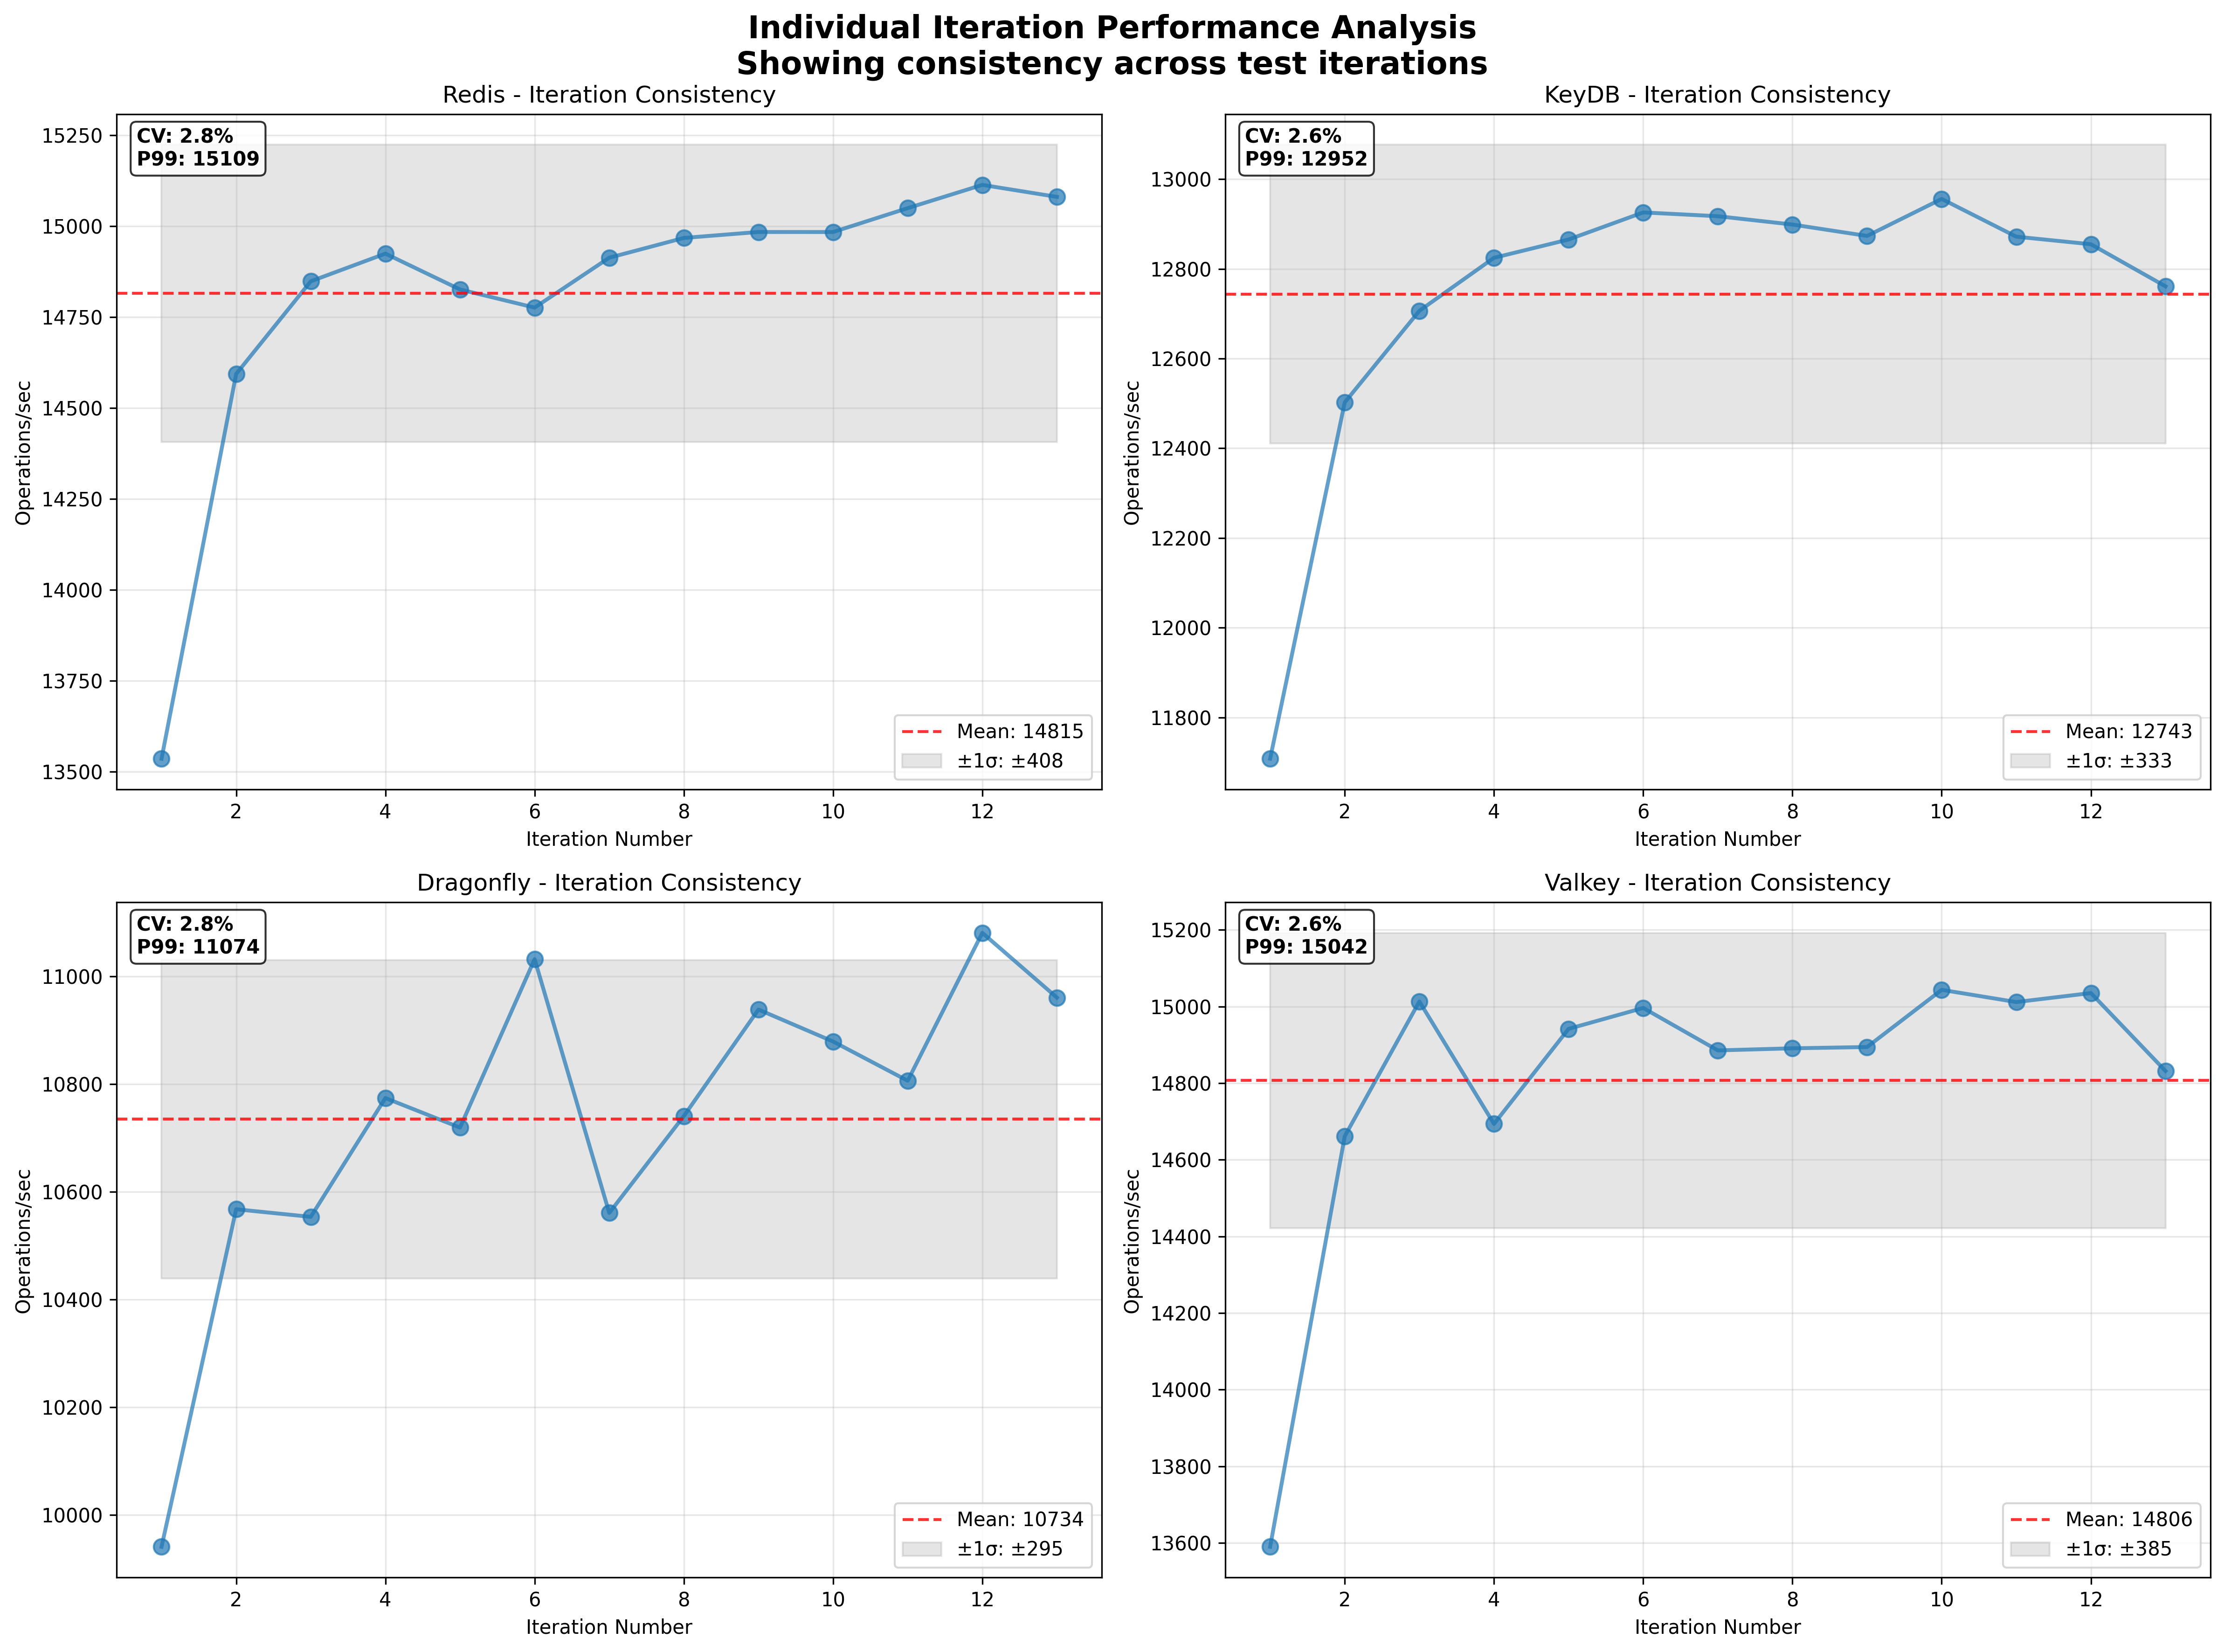 Individual Iteration Performance Analysis
Showing consistency across test iterations
Redis - Iteration Consistency
CV: 2.8%
P99: 15109
Operations/sec
15250
15000
14750
14500
14250
14000
13750
13500
2 4 6 8 10 12
Iteration Number
Mean: 14815
±1σ: ±408
KeyDB - Iteration Consistency
CV: 2.6%
P99: 12952
Operations/sec
13000
12800
12600
12400
12200
12000
11800
2 4 6 8 10 12
Iteration Number
Mean: 12743
±1σ: ±333
Dragonfly - Iteration Consistency
CV: 2.8%
P99: 11074
Operations/sec
11000
10800
10600
10400
10200
10000
2 4 6 8 10 12
Iteration Number
Mean: 10734
±1σ: ±295
Valkey - Iteration Consistency
CV: 2.6%
P99: 15042
Operations/sec
15200
15000
14800
14600
14400
14200
14000
13800
13600
2 4 6 8 10 12
Iteration Number
Mean: 14806
±1σ: ±385